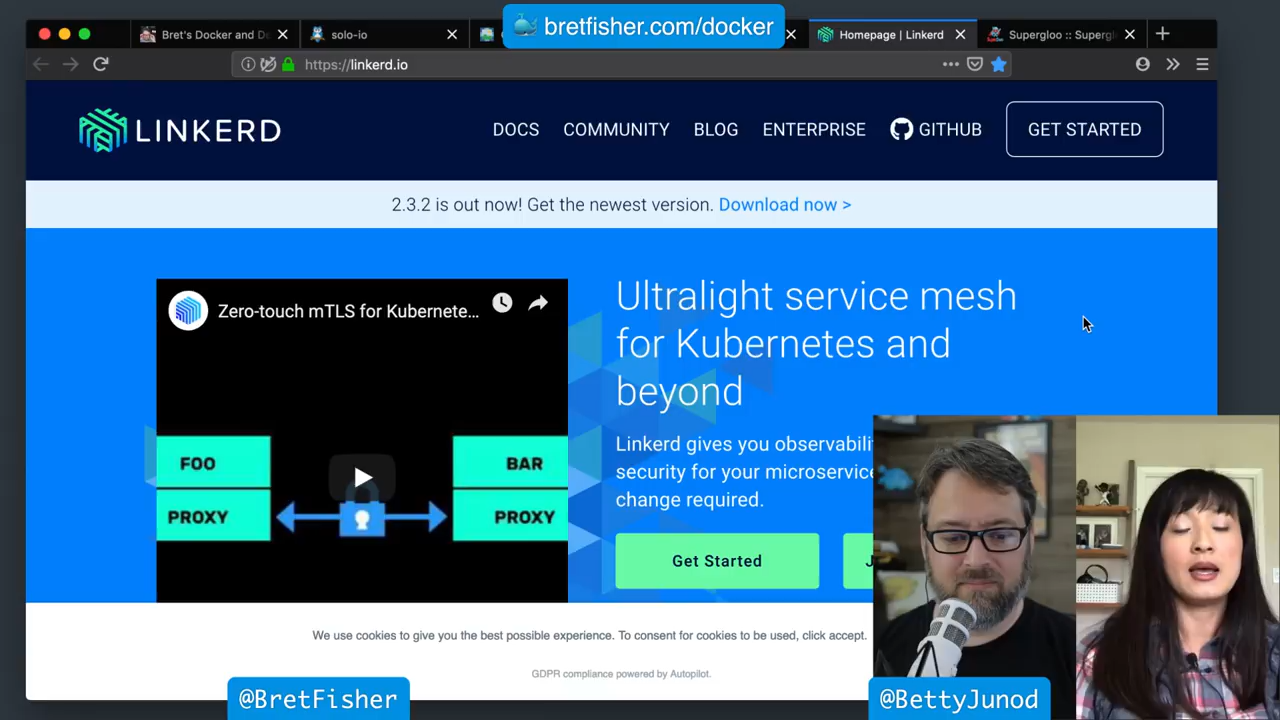 bretfisher.com/docker
Bret's Docker and De
solo-io
Homepage | Linkerd
Supergloo :: Supergl
https://linkerd.io
LINKERD
DOCS
COMMUNITY
BLOG
ENTERPRISE
GITHUB
GET STARTED
2.3.2 is out now! Get the newest version. Download now >
Zero-touch mTLS for Kubernete...
FOO
BAR
PROXY
PROXY
Ultralight service mesh
for Kubernetes and
beyond
Linkerd gives you observabili
security for your microservice
change required.
Get Started
J
We use cookies to give you the best possible experience. To consent for cookies to be used, click accept.
GDPR compliance powered by Autopilot.
@BretFisher
@BettyJunod